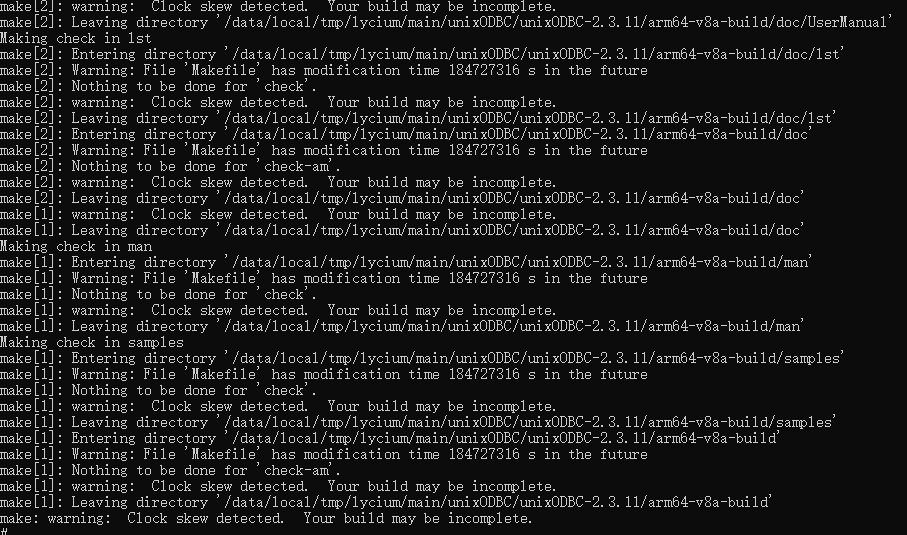 make[2]: warning:  Clock skew detected.  Your build may be incomplete.
make[2]: Leaving directory '/data/local/tmp/lycium/main/unixODBC/unixODBC-2.3.11/arm64-v8a-build/doc/UserManual'
Making check in lst
make[2]: Entering directory '/data/local/tmp/lycium/main/unixODBC/unixODBC-2.3.11/arm64-v8a-build/doc/lst'
make[2]: Warning: File 'Makefile' has modification time 184727316 s in the future
make[2]: Nothing to be done for 'check'.
make[2]: warning:  Clock skew detected.  Your build may be incomplete.
make[2]: Leaving directory '/data/local/tmp/lycium/main/unixODBC/unixODBC-2.3.11/arm64-v8a-build/doc/lst'
make[2]: Entering directory '/data/local/tmp/lycium/main/unixODBC/unixODBC-2.3.11/arm64-v8a-build/doc'
make[2]: Warning: File 'Makefile' has modification time 184727316 s in the future
make[2]: Nothing to be done for 'check-am'.
make[2]: warning:  Clock skew detected.  Your build may be incomplete.
make[2]: Leaving directory '/data/local/tmp/lycium/main/unixODBC/unixODBC-2.3.11/arm64-v8a-build/doc'
make[1]: warning:  Clock skew detected.  Your build may be incomplete.
make[1]: Leaving directory '/data/local/tmp/lycium/main/unixODBC/unixODBC-2.3.11/arm64-v8a-build/doc'
Making check in man
make[1]: Entering directory '/data/local/tmp/lycium/main/unixODBC/unixODBC-2.3.11/arm64-v8a-build/man'
make[1]: Warning: File 'Makefile' has modification time 184727316 s in the future
make[1]: Nothing to be done for 'check'.
make[1]: warning:  Clock skew detected.  Your build may be incomplete.
make[1]: Leaving directory '/data/local/tmp/lycium/main/unixODBC/unixODBC-2.3.11/arm64-v8a-build/man'
Making check in samples
make[1]: Entering directory '/data/local/tmp/lycium/main/unixODBC/unixODBC-2.3.11/arm64-v8a-build/samples'
make[1]: Warning: File 'Makefile' has modification time 184727316 s in the future
make[1]: Nothing to be done for 'check'.
make[1]: warning:  Clock skew detected.  Your build may be incomplete.
make[1]: Leaving directory '/data/local/tmp/lycium/main/unixODBC/unixODBC-2.3.11/arm64-v8a-build/samples'
make[1]: Entering directory '/data/local/tmp/lycium/main/unixODBC/unixODBC-2.3.11/arm64-v8a-build'
make[1]: Warning: File 'Makefile' has modification time 184727316 s in the future
make[1]: Nothing to be done for 'check-am'.
make[1]: warning:  Clock skew detected.  Your build may be incomplete.
make[1]: Leaving directory '/data/local/tmp/lycium/main/unixODBC/unixODBC-2.3.11/arm64-v8a-build'
make: warning:  Clock skew detected.  Your build may be incomplete.
#